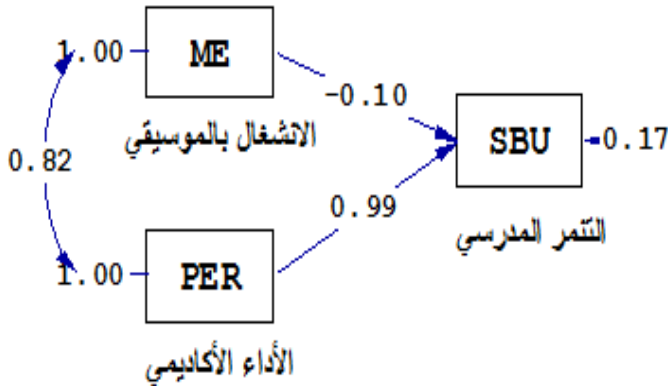 1.00
ME
-0.10
الانشغال بالموسيقي
SBU
0.17
0.82
0.99
التنمر المدرسي
1.00
PER
الأداء الأكاديمي